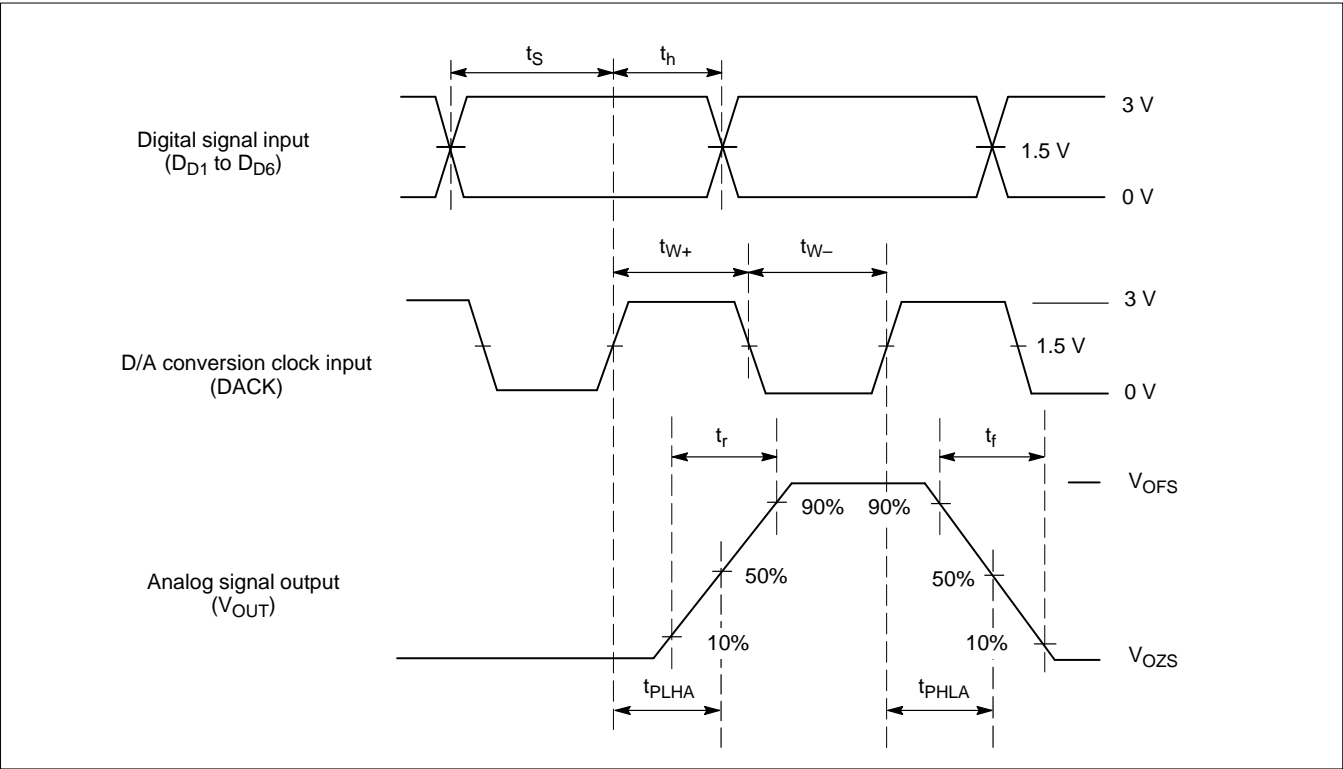 tS
th
Digital signal input
(DD1 to DD6)
3 V
1.5 V
0 V
tW+
tW–
D/A conversion clock input
(DACK)
3 V
1.5 V
0 V
tr
tf
VOFS
90%
90%
Analog signal output
(VOUT)
50%
50%
10%
10%
VOZS
tPLHA
tPHLA